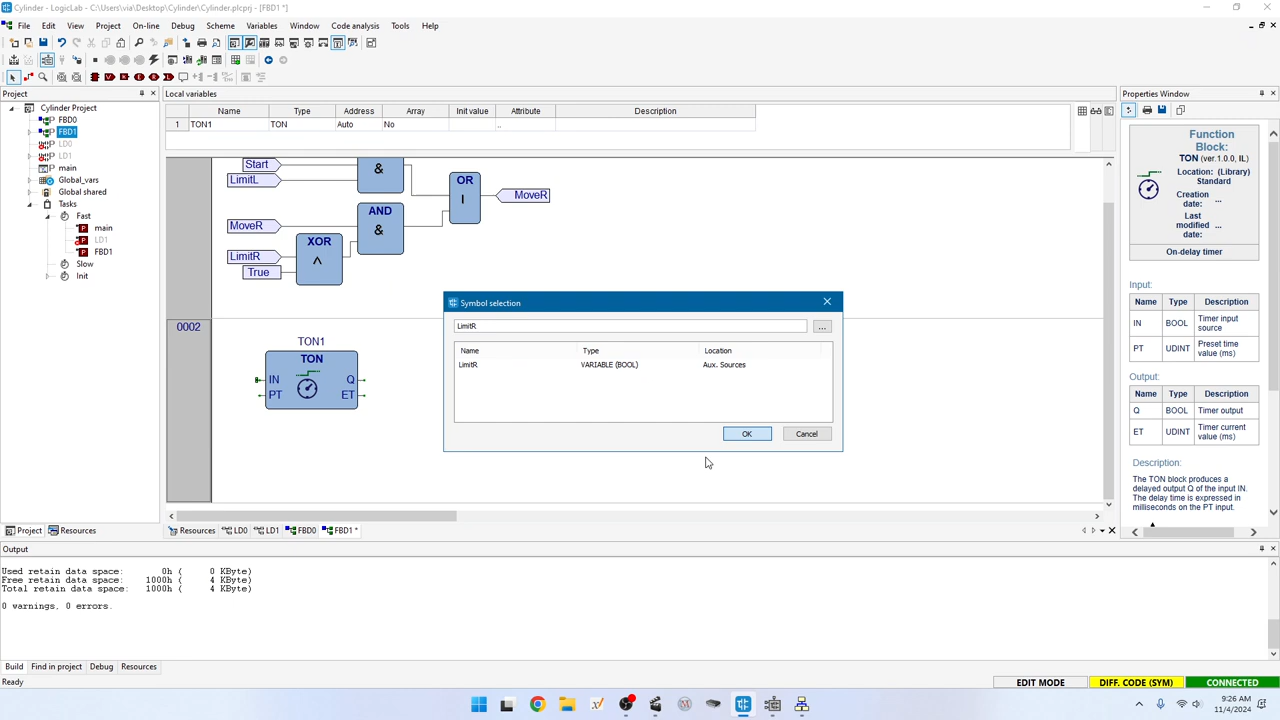 Cylinder - LogicLab - C:\Users\via\Desktop\Cylinder\Cylinder.plcprj - [FBD1 *]
File Edit View Project On-line Debug Scheme Variables Window Code analysis Tools Help
Project
Cylinder Project
FBD0
FBD1
LD0
LD1
main
Global_vars
Global shared
Tasks
Fast
main
LD1
FBD1
Slow
Init
Project Resources
Local variables
Name Type Address Array Init value Attribute Description
1 TON1 TON Auto No ..
Start
LimitL
&
OR
|
MoveR
MoveR
AND
&
LimitR
True
XOR
^
0002
TON1
TON
IN Q
PT ET
Symbol selection
LimitR
...
Name Type Location
LimitR VARIABLE (BOOL) Aux. Sources
OK Cancel
Resources LD0 LD1 FBD0 FBD1 *
Properties Window
Function
Block:
TON (ver.1.0.0, IL)
Location: (Library)
Standard
Creation
date: ...
Last
modified ...
date:
On-delay timer
Input:
Name Type Description
IN BOOL Timer input
source
PT UDINT Preset time
value (ms)
Output:
Name Type Description
Q BOOL Timer output
ET UDINT Timer current
value (ms)
Description:
The TON block produces a
delayed output Q of the input IN.
The delay time is expressed in
milliseconds on the PT input.
Output
Used retain data space: 0h ( 0 KByte)
Free retain data space: 1000h ( 4 KByte)
Total retain data space: 1000h ( 4 KByte)
0 warnings, 0 errors.
Build Find in project Debug Resources
Ready
EDIT MODE DIFF. CODE (SYM) CONNECTED
9:26 AM
11/4/2024